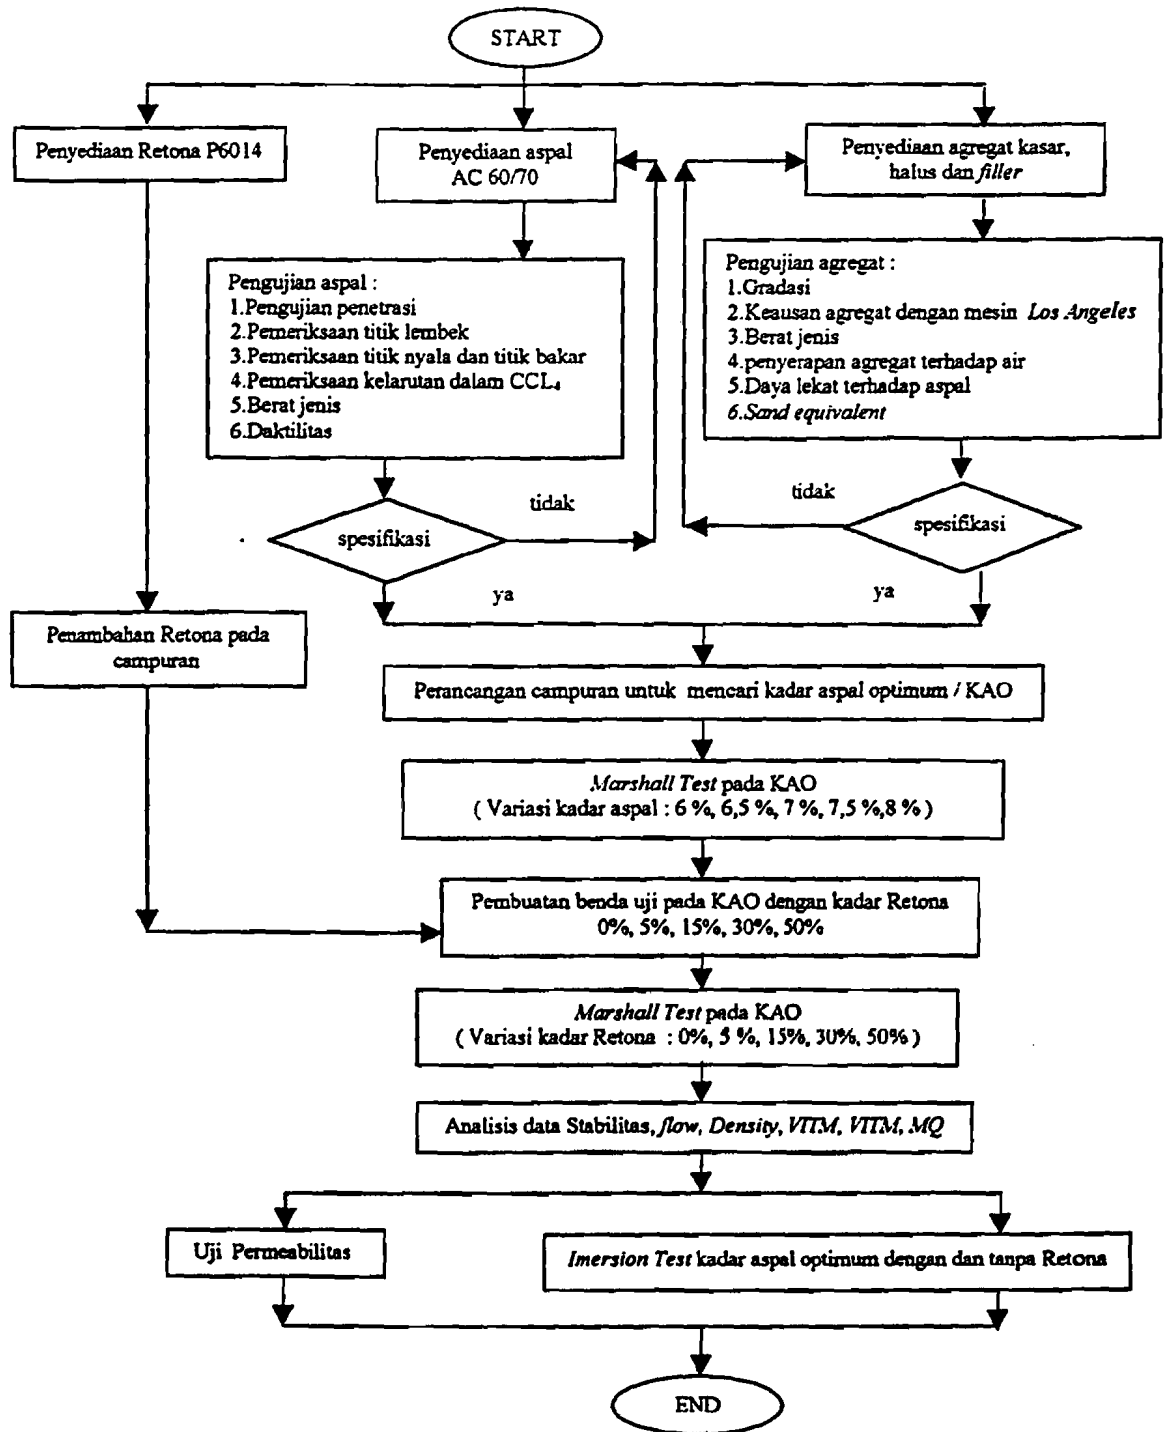 START
Penyediaan Retona P6014
Penyediaan aspal
AC 60/70
Penyediaan agregat kasar,
halus dan filler
Pengujian aspal :
1.Pengujian penetrasi
2.Pemeriksaan titik lembek
3.Pemeriksaan titik nyala dan titik bakar
4.Pemeriksaan kelarutan dalam CCL₄
5.Berat jenis
6.Daktilitas
Pengujian agregat :
1.Gradasi
2.Keausan agregat dengan mesin Los Angeles
3.Berat jenis
4.penyerapan agregat terhadap air
5.Daya lekat terhadap aspal
6.Sand equivalent
spesifikasi
tidak
tidak
spesifikasi
ya
ya
Penambahan Retona pada
campuran
Perancangan campuran untuk mencari kadar aspal optimum / KAO
Marshall Test pada KAO
( Variasi kadar aspal : 6 %, 6,5 %, 7 %, 7,5 %,8 % )
Pembuatan benda uji pada KAO dengan kadar Retona
0%, 5%, 15%, 30%, 50%
Marshall Test pada KAO
( Variasi kadar Retona : 0%, 5 %, 15%, 30%, 50% )
Analisis data Stabilitas, flow, Density, VITM, VITM, MQ
Uji Permeabilitas
Imersion Test kadar aspal optimum dengan dan tanpa Retona
END